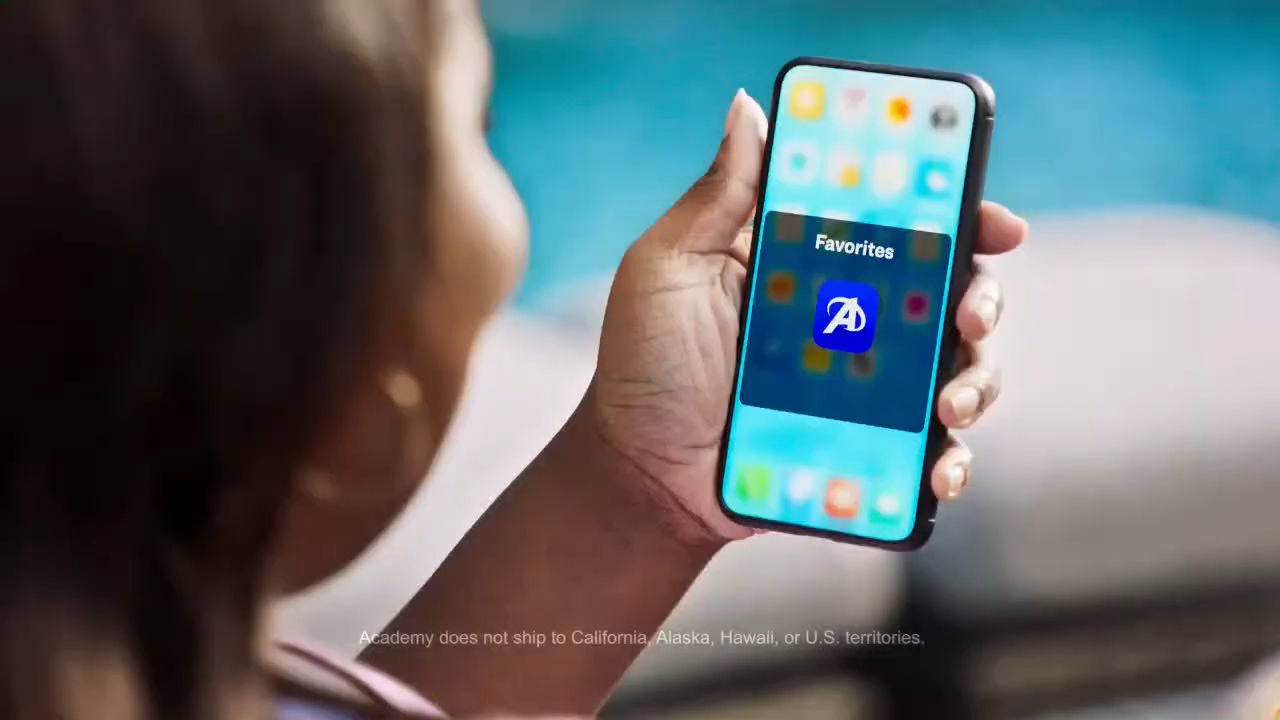 Favorites
Academy does not ship to California, Alaska, Hawaii, or U.S. territories.